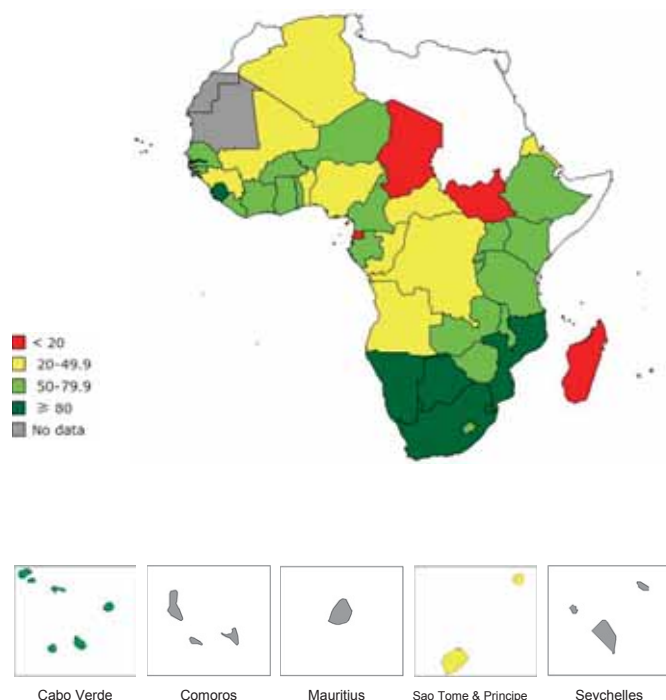 < 20
20-49.9
50-79.9
≥ 80
No data
Cabo Verde
Comoros
Mauritius
Sao Tome & Principe
Seychelles